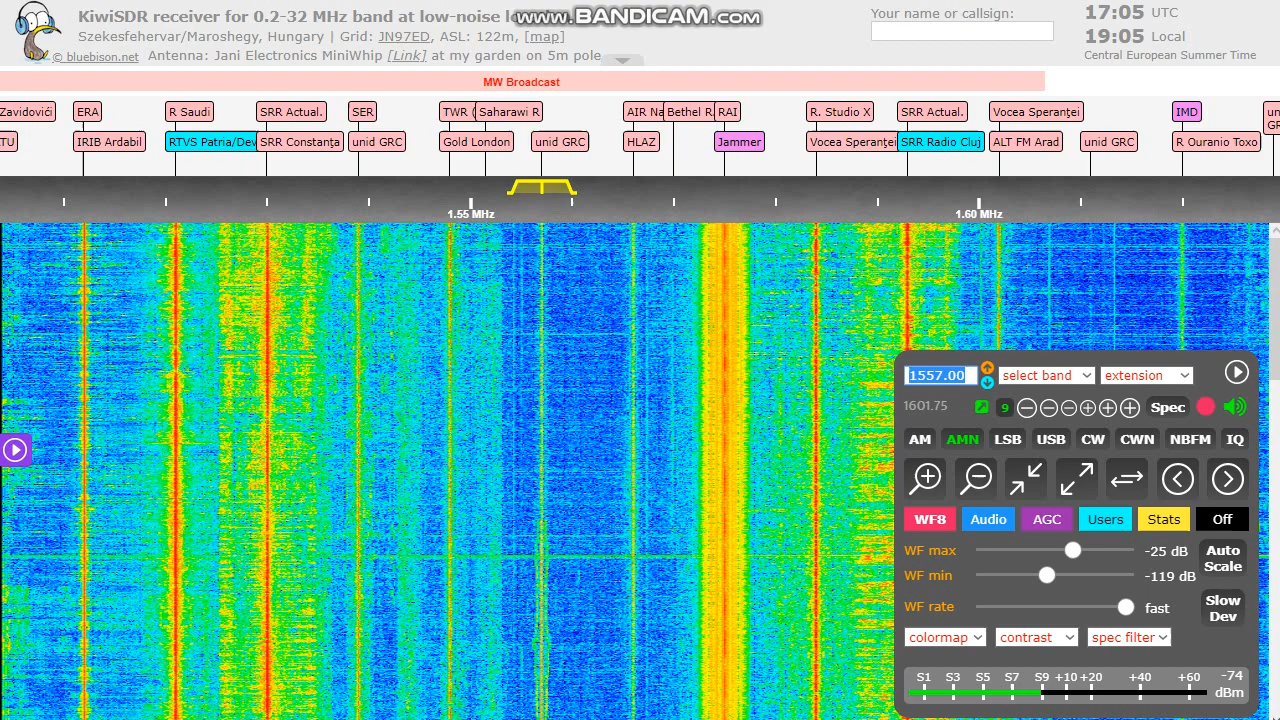 KiwiSDR receiver for 0.2-32 MHz band at low-noise
www.BANDICAM.com
Szekesfehervar/Maroshegy, Hungary | Grid: JN97ED, ASL: 122m, [map]
© bluebison.net
Antenna: Jani Electronics MiniWhip [Link] at my garden on 5m pole
Your name or callsign:
17:05 UTC
19:05 Local
Central European Summer Time
MW Broadcast
Zavidovići ERA R Saudi SRR Actual. SER TWR ( Saharawi R AIR Na Bethel R RAI R. Studio X SRR Actual. Vocea Speranței IMD un
GR
TU IRIB Ardabil RTVS Patria/Dev SRR Constanța unid GRC Gold London unid GRC HLAZ Jammer Vocea Speranței SRR Radio Cluj ALT FM Arad unid GRC R Ouranio Toxo
1.55 MHz 1.60 MHz
1557.00 select band extension
1601.75 9 Spec
AM AMN LSB USB CW CWN NBFM IQ
WF8 Audio AGC Users Stats Off
WF max -25 dB Auto Scale
WF min -119 dB
WF rate fast Slow Dev
colormap contrast spec filter
S1 S3 S5 S7 S9 +10 +20 +40 +60 -74 dBm